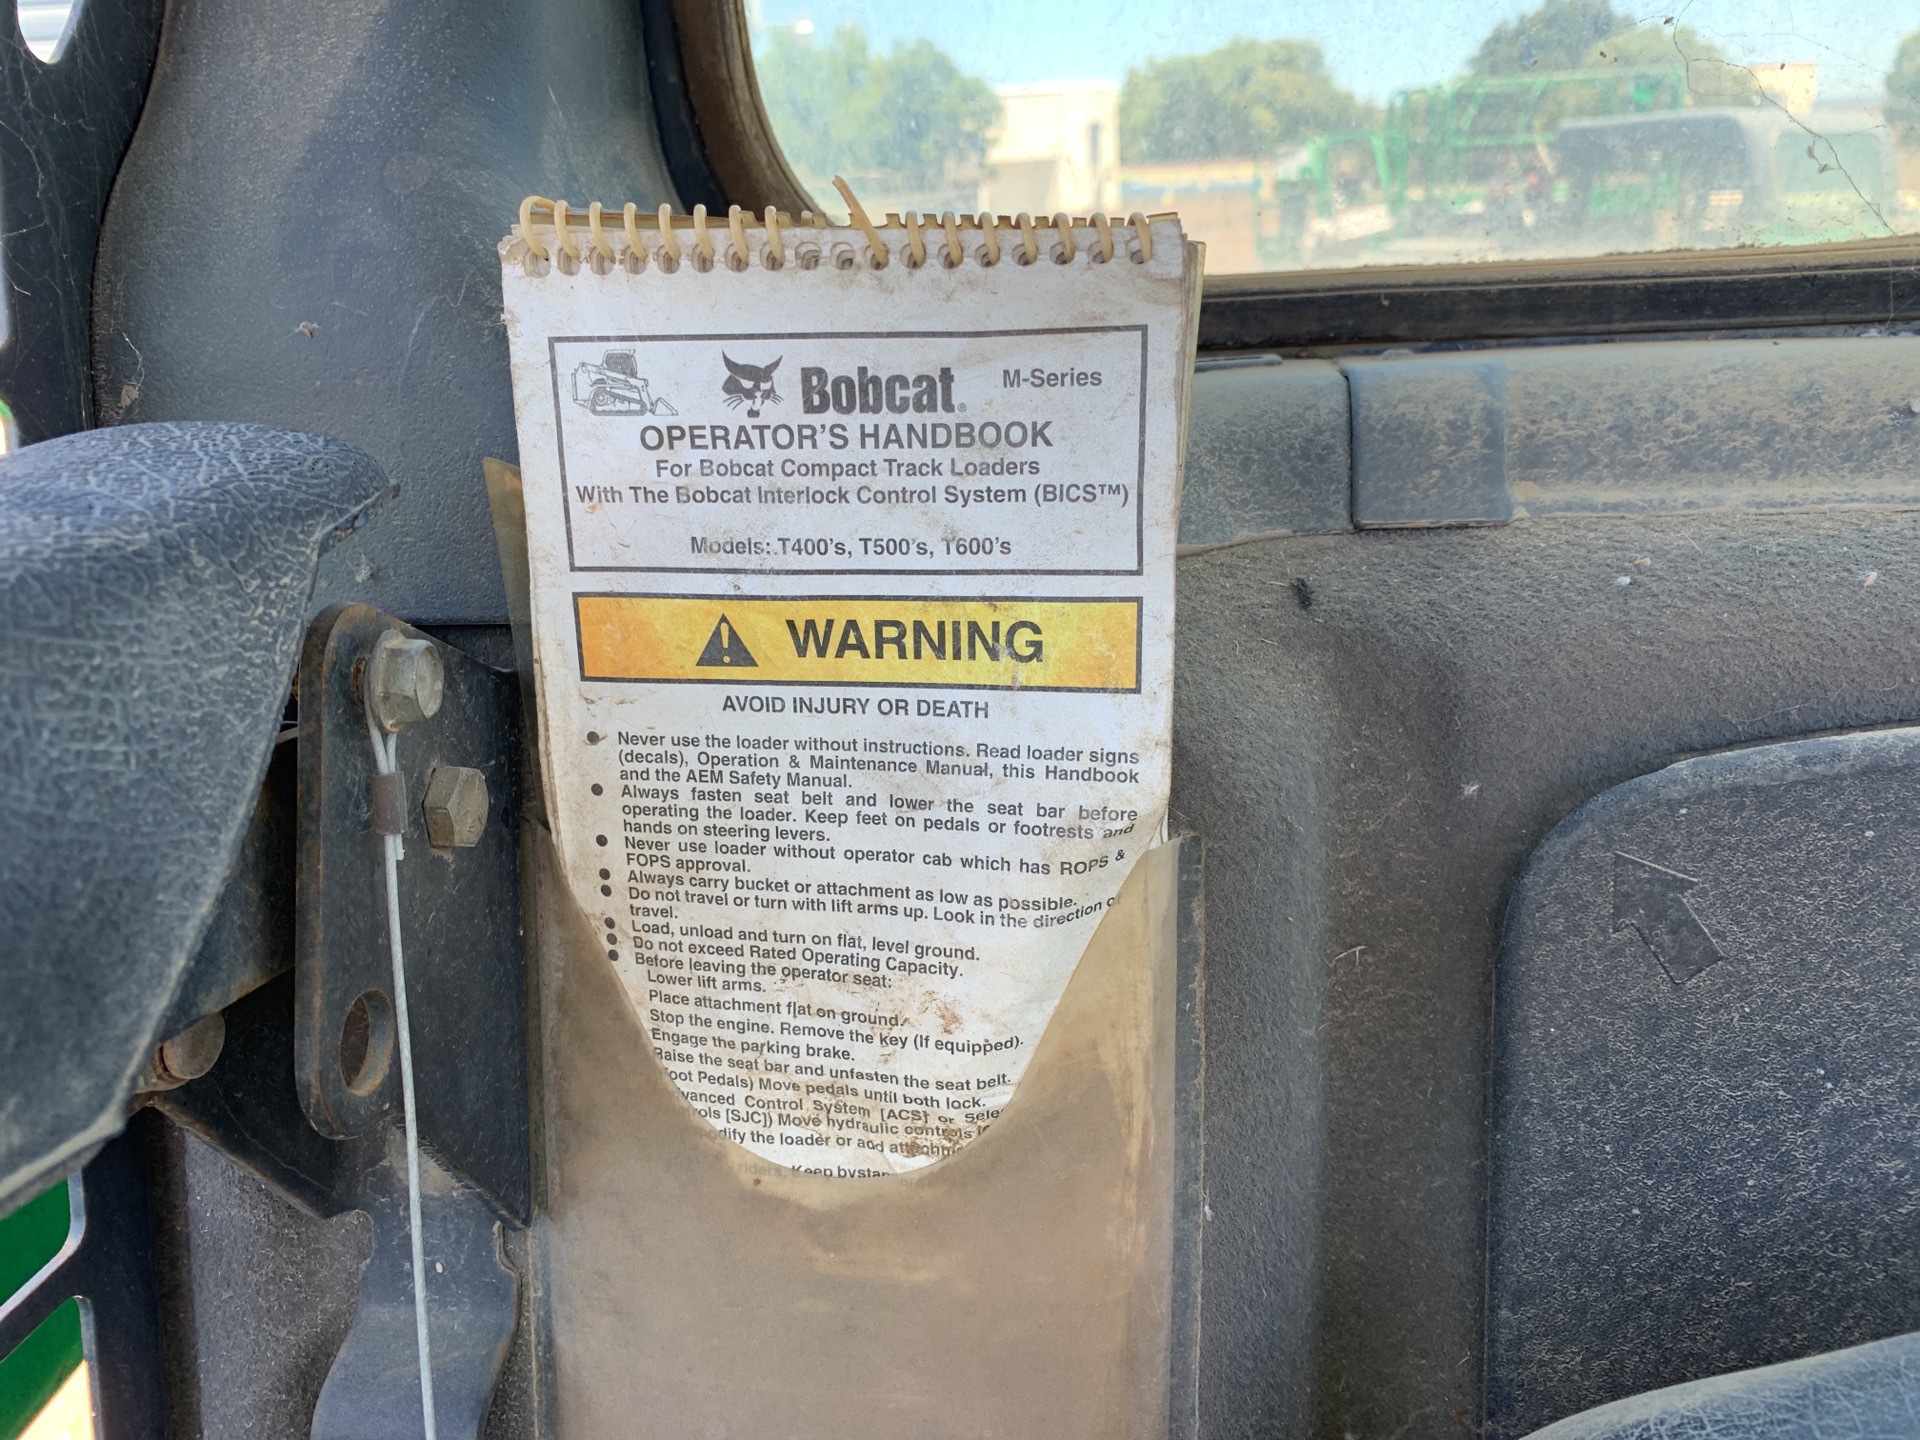 Bobcat® M-Series
OPERATOR'S HANDBOOK
For Bobcat Compact Track Loaders
With The Bobcat Interlock Control System (BICS™)
Models: T400's, T500's, T600's
WARNING
AVOID INJURY OR DEATH
● Never use the loader without instructions. Read loader signs
(decals), Operation & Maintenance Manual, this Handbook
and the AEM Safety Manual.
● Always fasten seat belt and lower the seat bar before
operating the loader. Keep feet on pedals or footrests and
hands on steering levers.
● Never use loader without operator cab which has ROPS &
FOPS approval.
● Always carry bucket or attachment as low as possible.
● Do not travel or turn with lift arms up. Look in the direction
travel.
● Load, unload and turn on flat, level ground.
● Do not exceed Rated Operating Capacity.
● Before leaving the operator seat:
Lower lift arms.
Place attachment flat on ground.
Stop the engine. Remove the key (If equipped).
Engage the parking brake.
Raise the seat bar and unfasten the seat belt.
Pedals) Move pedals until both lock.
Control System [ACS] or
[SJC]) Move hydraulic controls
the loader or add
riders. Keep